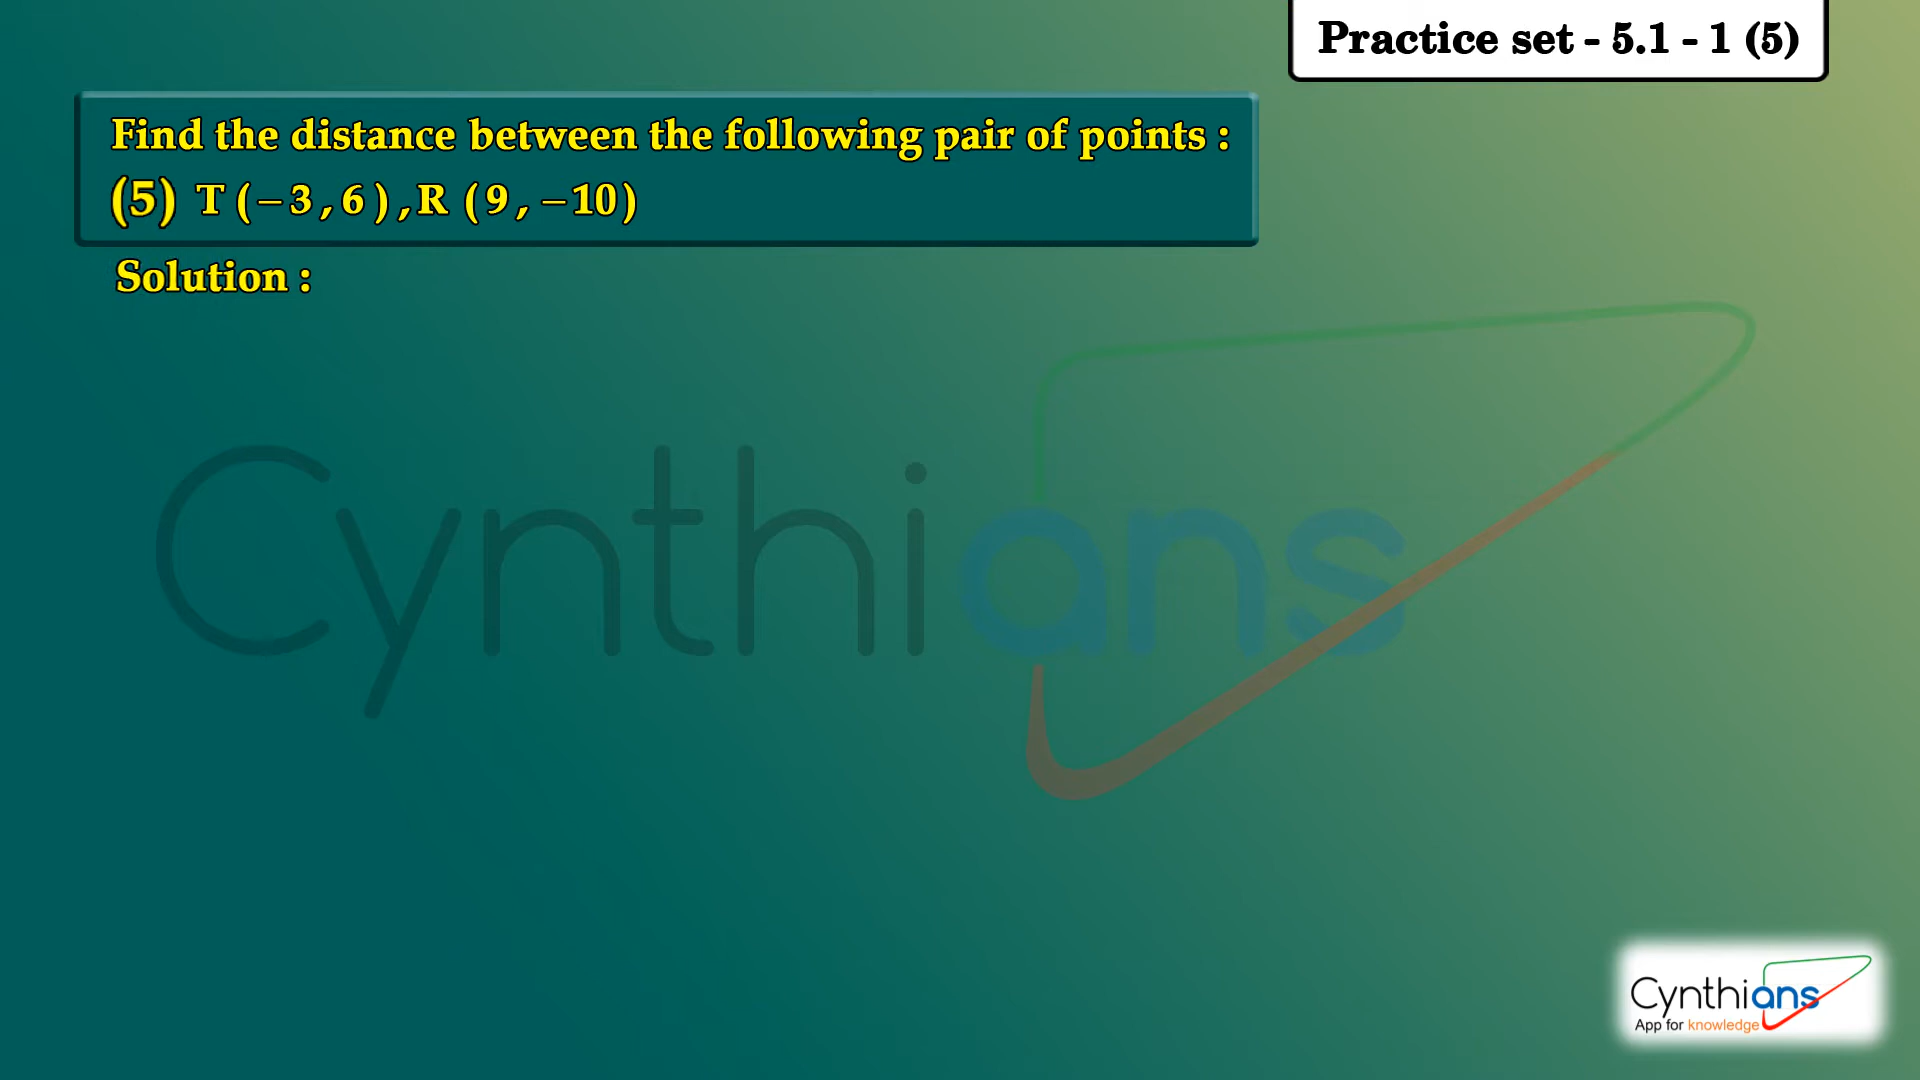 Practice set - 5.1 - 1 (5)
Find the distance between the following pair of points :
(5) T (−3 , 6 ) , R (9 , −10)
Solution :
Cynthians
Cynthians
App for knowledge